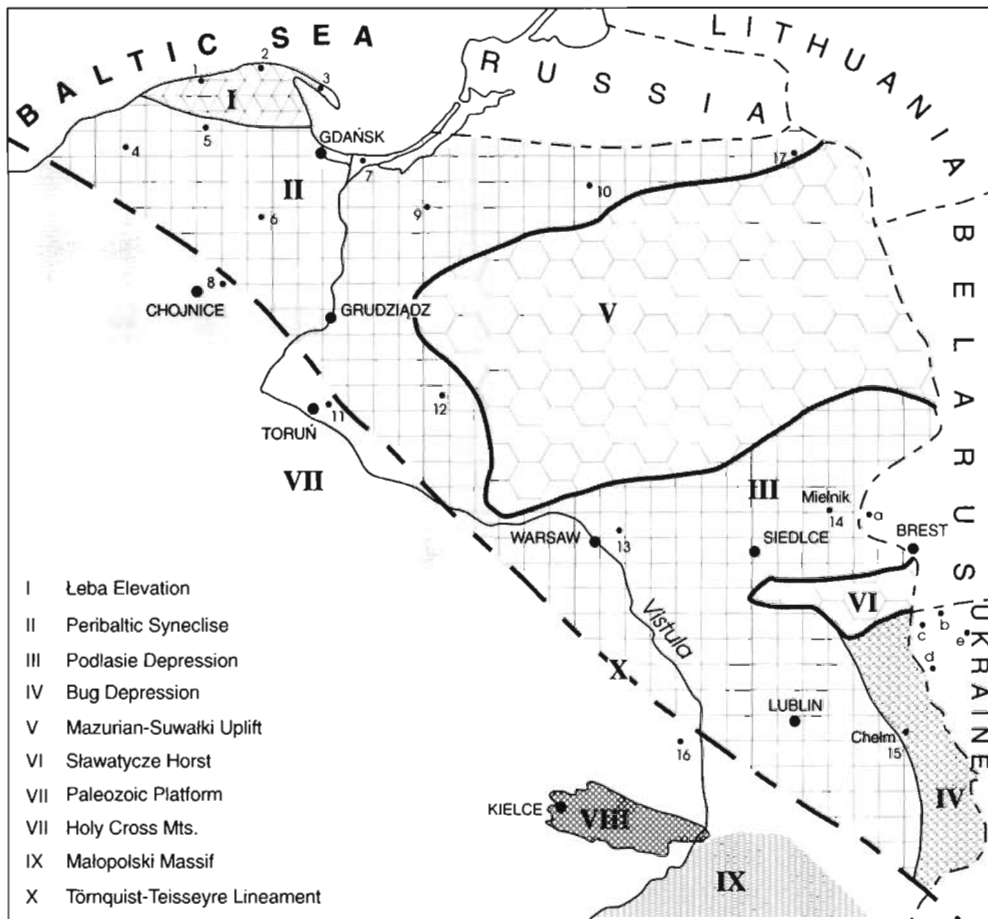 BALTIC SEA
LITHUANIA
RUSSIA
BELARUS
UKRAINE
1
2
3
I
GDAŃSK
5
4
7
17
10
II
6
9
8
CHOJNICE
GRUDZIĄDZ
V
12
11
TORUŃ
VII
III
Mielnik
14
a
WARSAW
13
SIEDLCE
BREST
VI
b
c
e
d
Vistula
X
LUBLIN
Chełm
15
16
IV
KIELCE
VIII
IX
I Łeba Elevation
II Peribaltic Syneclise
III Podlasie Depression
IV Bug Depression
V Mazurian-Suwałki Uplift
VI Sławatycze Horst
VII Paleozoic Platform
VII Holy Cross Mts.
IX Małopolski Massif
X Törnquist-Teisseyre Lineament